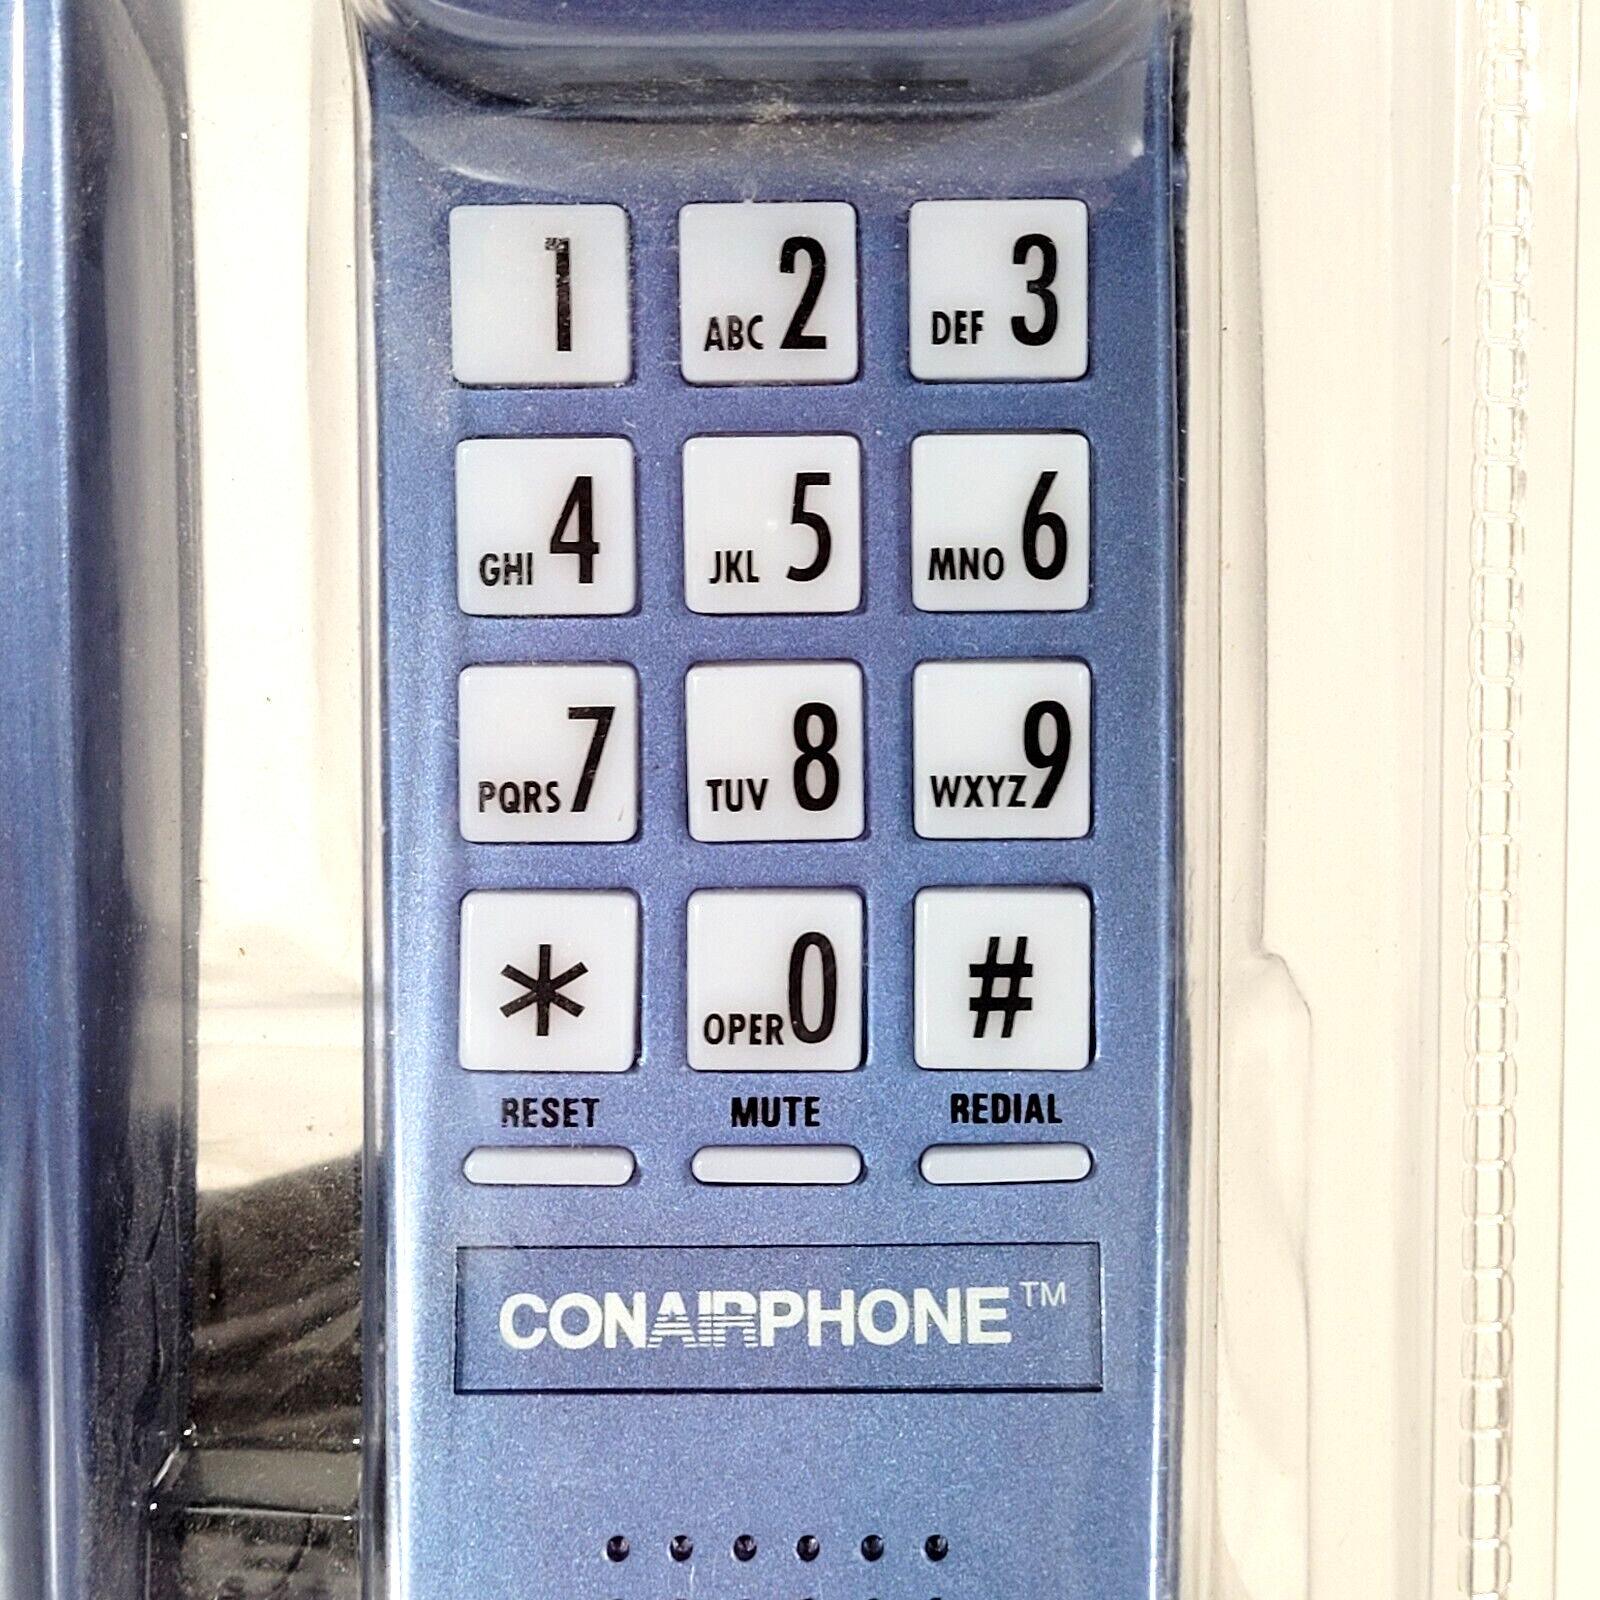 1 ABC 2 DEF 3
GHI 4 JKL 5 MNO 6
PQRS 7 TUV 8 WXYZ 9
* OPER 0 #
RESET MUTE REDIAL
CONAIRPHONE™